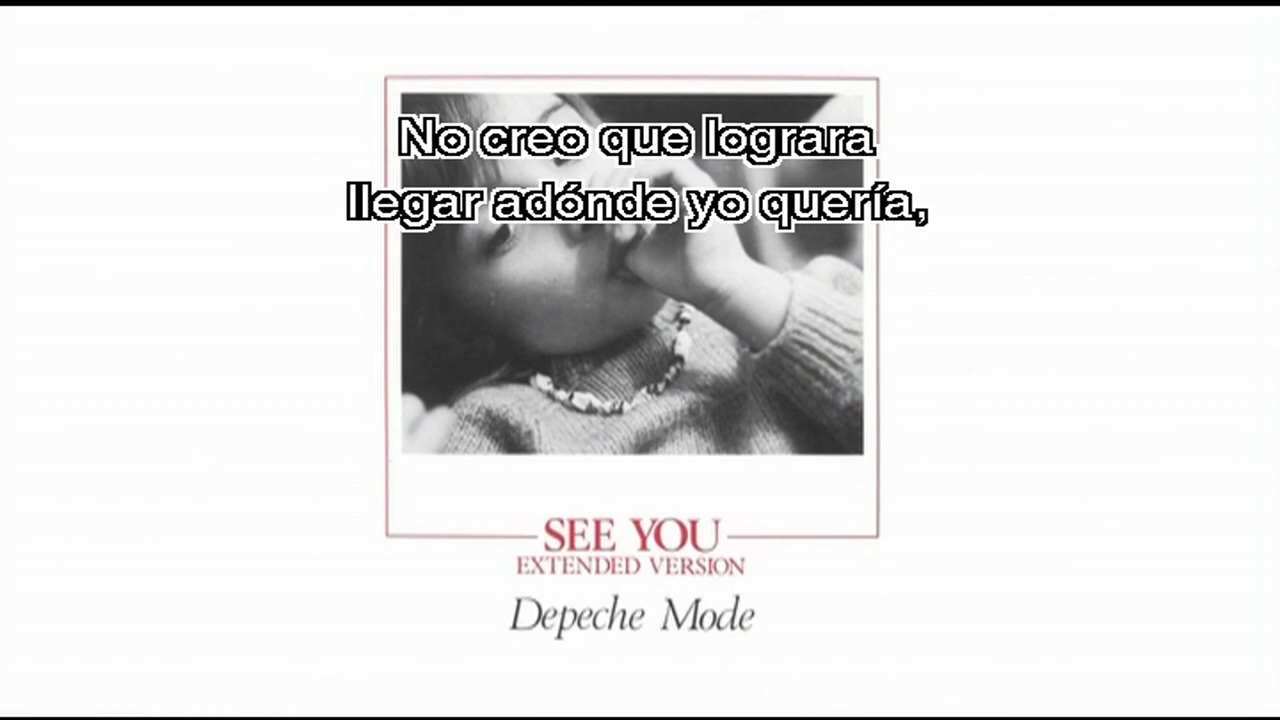 No creo que lograra
llegar adónde yo quería,
SEE YOU
EXTENDED VERSION
Depeche Mode